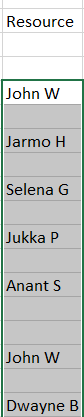 Resource
John W
Jarmo H
Selena G
Jukka P
Anant S
John W
Dwayne B